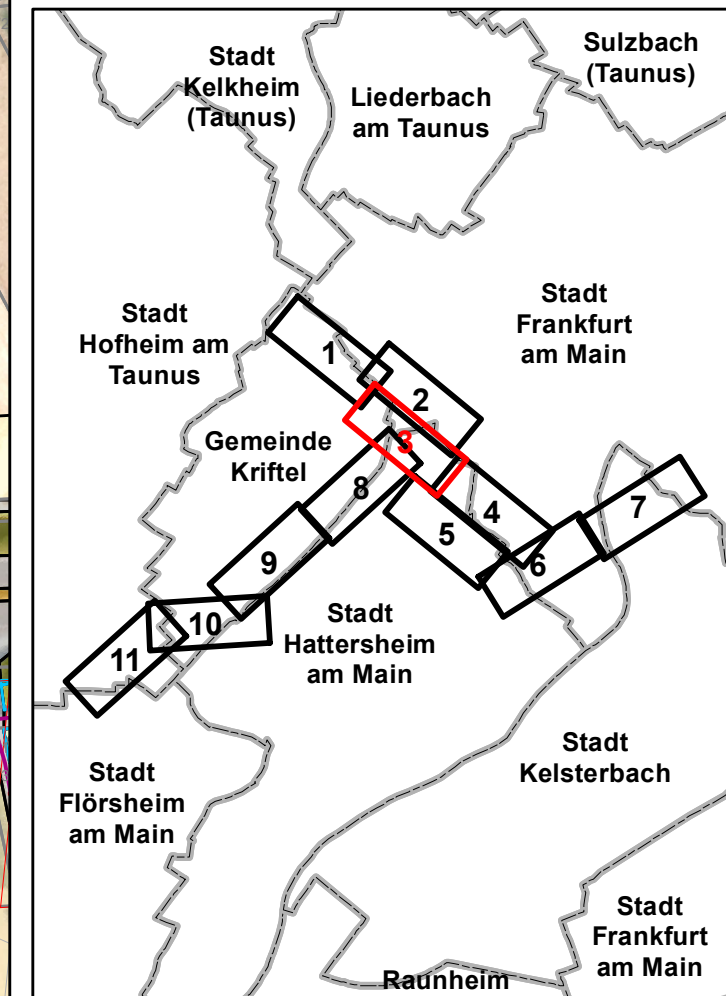 Stadt
Kelkheim
(Taunus)
Liederbach
am Taunus
Sulzbach
(Taunus)
Stadt
Hofheim am
Taunus
Stadt
Frankfurt
am Main
1
2
Gemeinde
Kriftel
3
8
4
7
5
9
6
10
Stadt
Hattersheim
am Main
11
Stadt
Kelsterbach
Stadt
Flörsheim
am Main
Stadt
Frankfurt
am Main
Raunheim